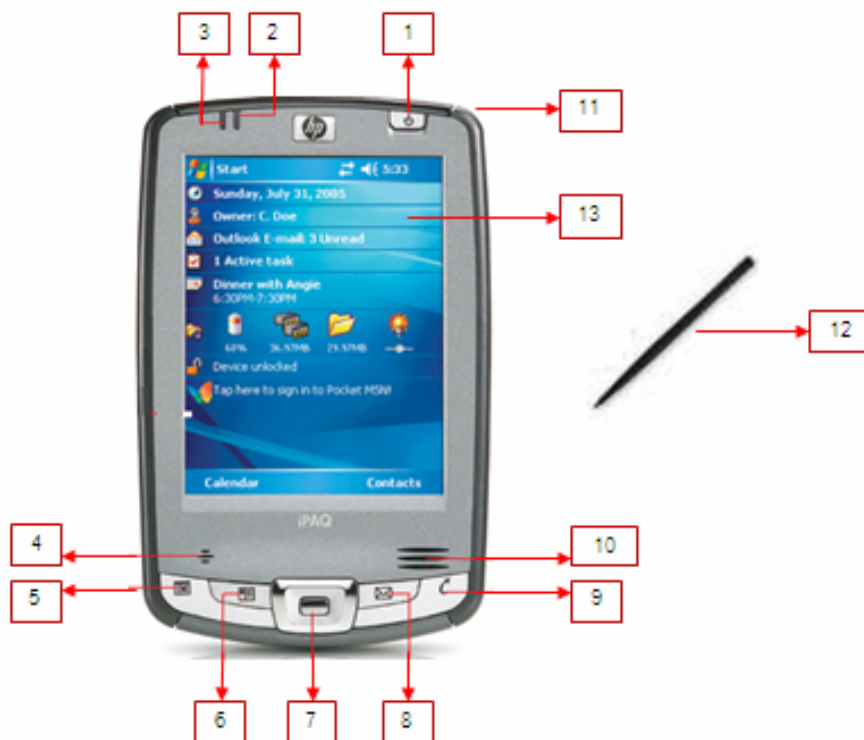 3 2 1
11
hp
Start 5:33
Sunday, July 31, 2005
Owner: C. Doe
13
Outlook E-mail: 3 Unread
1 Active task
Dinner with Angie
6:30PM-7:30PM
12
68% 36.97MB 29.97MB
Device unlocked
Tap here to sign in to Pocket MSN!
Calendar Contacts
iPAQ
4
10
5
9
6 7 8